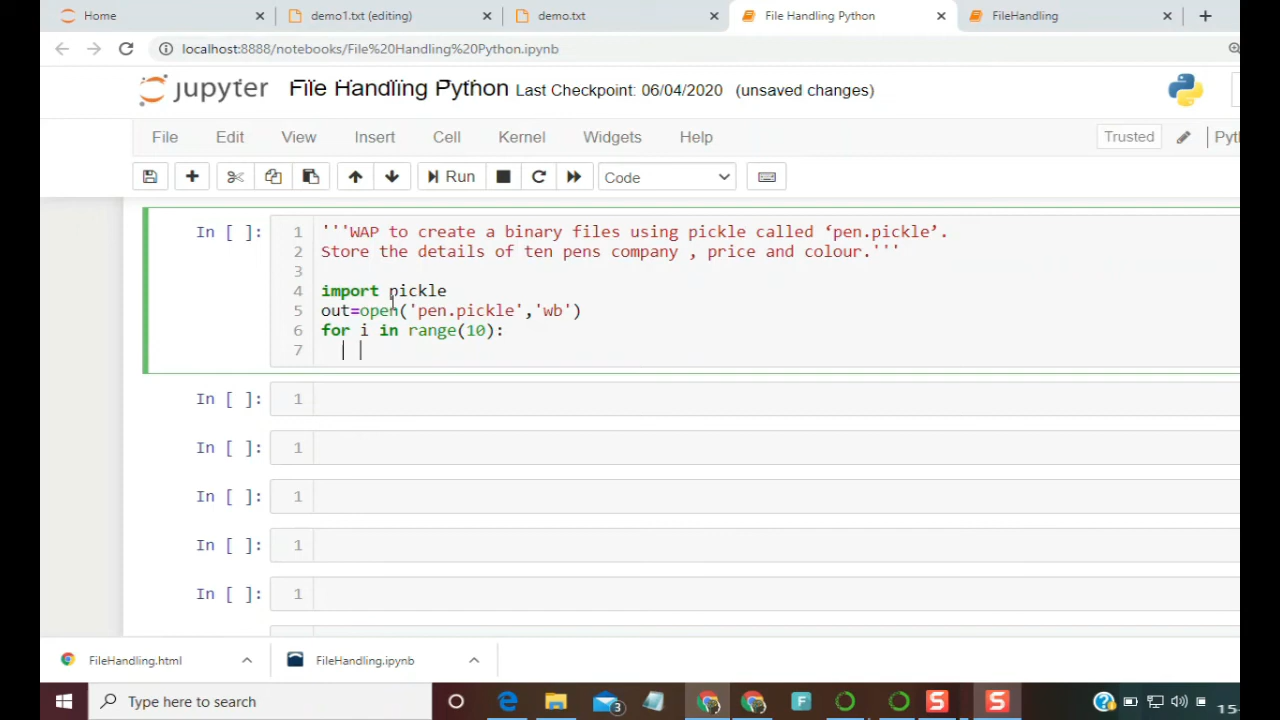 Home
demo1.txt (editing)
demo.txt
File Handling Python
FileHandling
localhost:8888/notebooks/File%20Handling%20Python.ipynb
jupyter File Handling Python Last Checkpoint: 06/04/2020 (unsaved changes)
File Edit View Insert Cell Kernel Widgets Help Trusted Pyt
Run Code
In [ ]:
1 '''WAP to create a binary files using pickle called ‘pen.pickle’.
2 Store the details of ten pens company , price and colour.'''
3
4 import pickle
5 out=open('pen.pickle','wb')
6 for i in range(10):
7
In [ ]: 1
In [ ]: 1
In [ ]: 1
In [ ]: 1
In [ ]: 1
FileHandling.html
FileHandling.ipynb
Type here to search
3
15